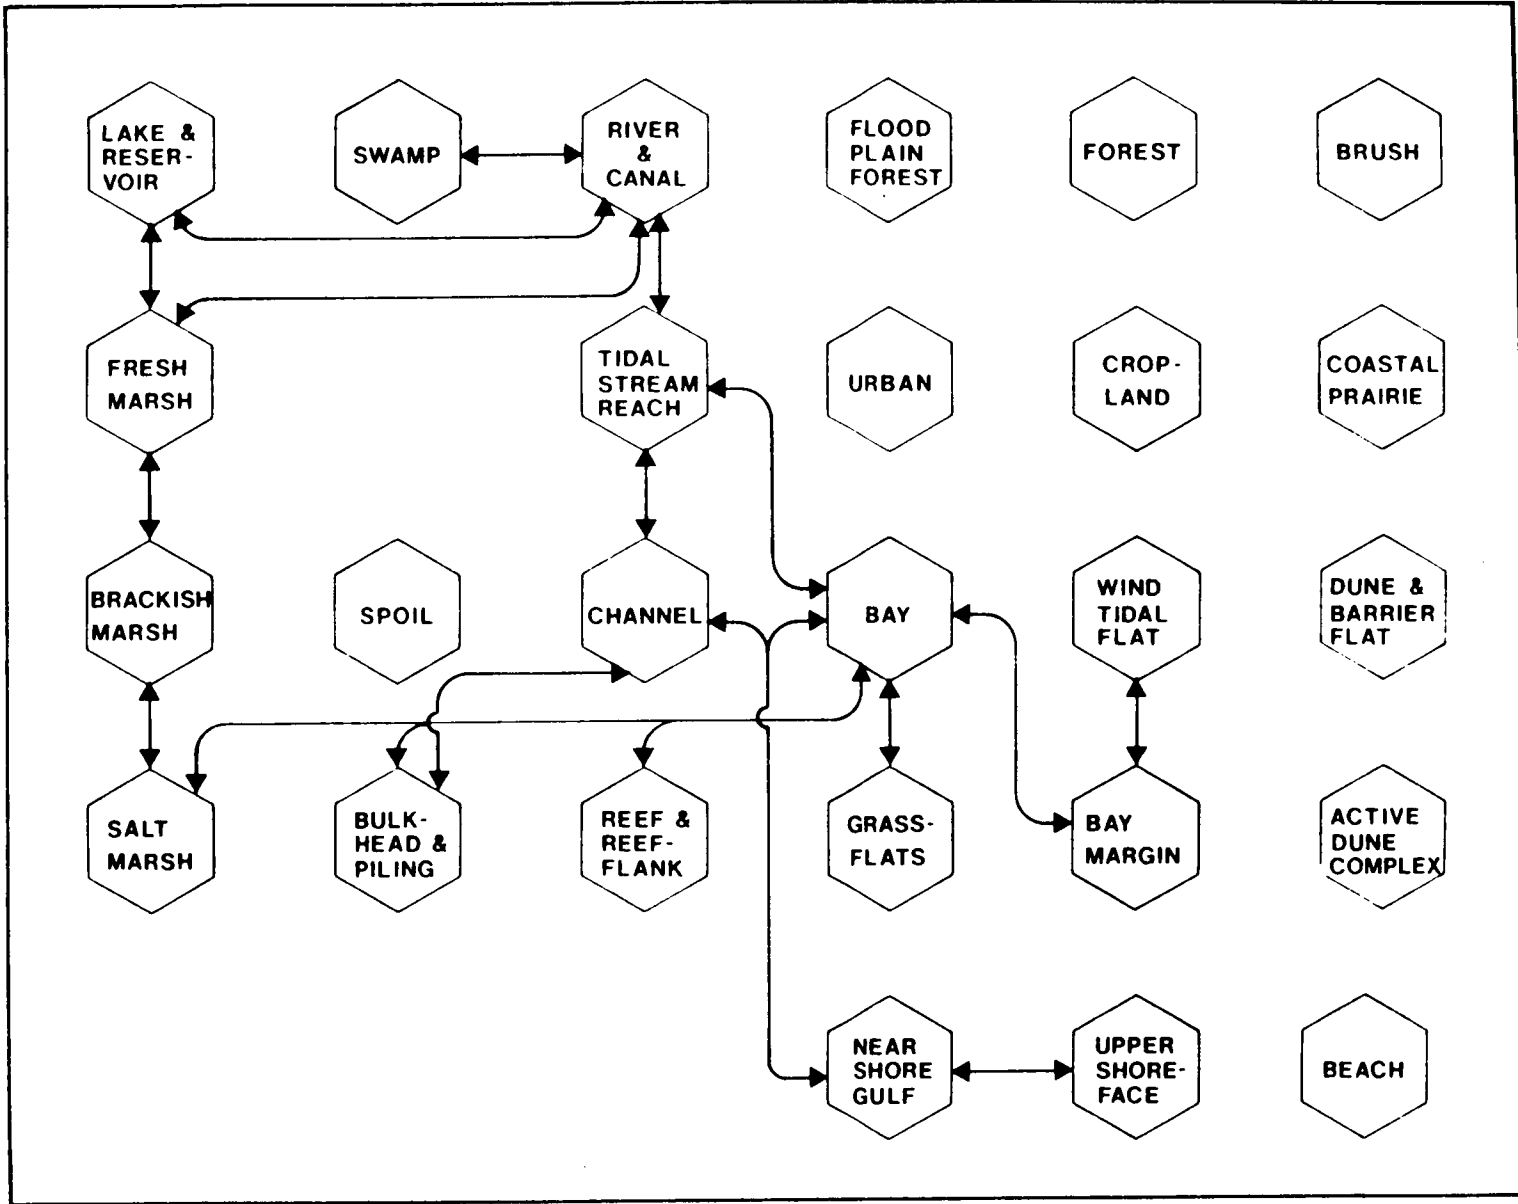 LAKE &
RESER-
VOIR
SWAMP
RIVER
&
CANAL
FLOOD
PLAIN
FOREST
FOREST
BRUSH
FRESH
MARSH
TIDAL
STREAM
REACH
URBAN
CROP-
LAND
COASTAL
PRAIRIE
BRACKISH
MARSH
SPOIL
CHANNEL
BAY
WIND
TIDAL
FLAT
DUNE &
BARRIER
FLAT
SALT
MARSH
BULK-
HEAD &
PILING
REEF &
REEF-
FLANK
GRASS-
FLATS
BAY
MARGIN
ACTIVE
DUNE
COMPLEX
NEAR
SHORE
GULF
UPPER
SHORE-
FACE
BEACH